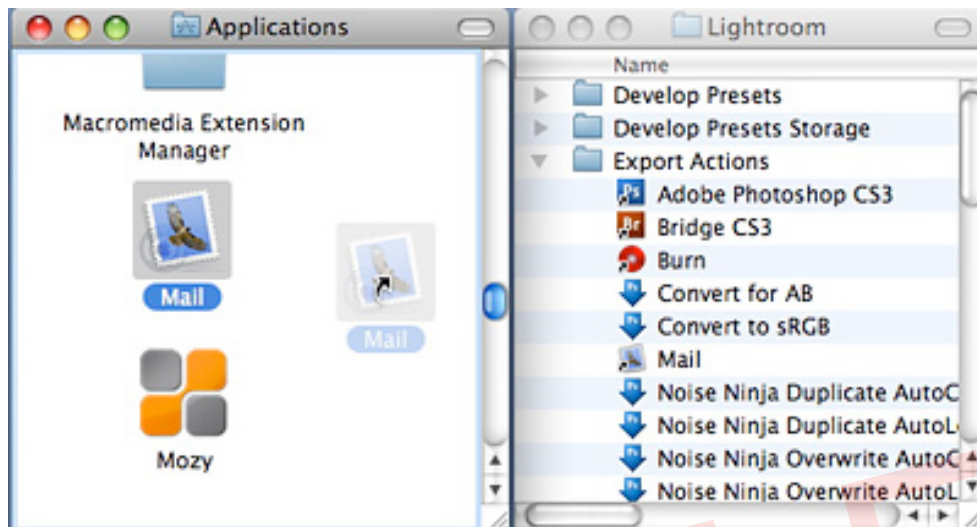 Applications
Macromedia Extension
Manager
Mail
Mail
Mozy
Lightroom
Name
Develop Presets
Develop Presets Storage
Export Actions
Adobe Photoshop CS3
Bridge CS3
Burn
Convert for AB
Convert to sRGB
Mail
Noise Ninja Duplicate AutoC
Noise Ninja Duplicate AutoL
Noise Ninja Overwrite AutoC
Noise Ninja Overwrite AutoL